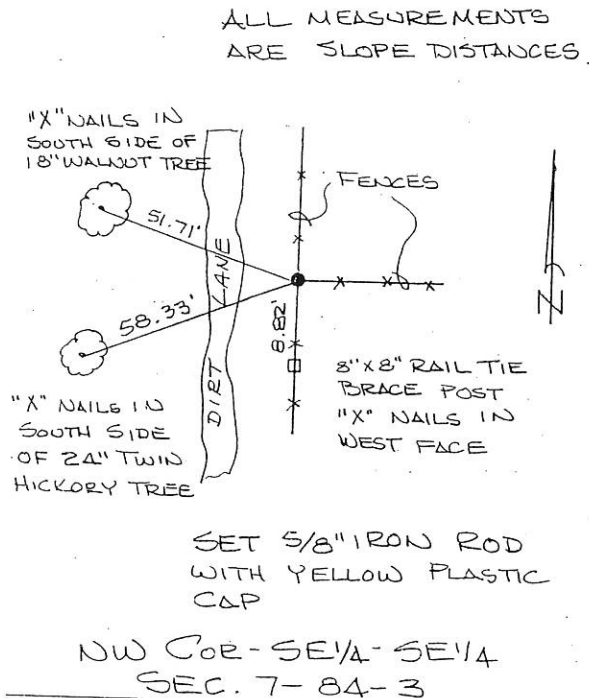 ALL MEASUREMENTS
ARE SLOPE DISTANCES
"X" NAILS IN
SOUTH SIDE OF
18" WALNUT TREE
FENCES
51.71'
58.33'
DIRT LANE
8.82'
N
8"X8" RAIL TIE
BRACE POST
"X" NAILS IN
WEST FACE
"X" NAILS IN
SOUTH SIDE
OF 24" TWIN
HICKORY TREE
SET 5/8" IRON ROD
WITH YELLOW PLASTIC
CAP
NW COR - SE1/4 - SE1/4
SEC. 7-84-3